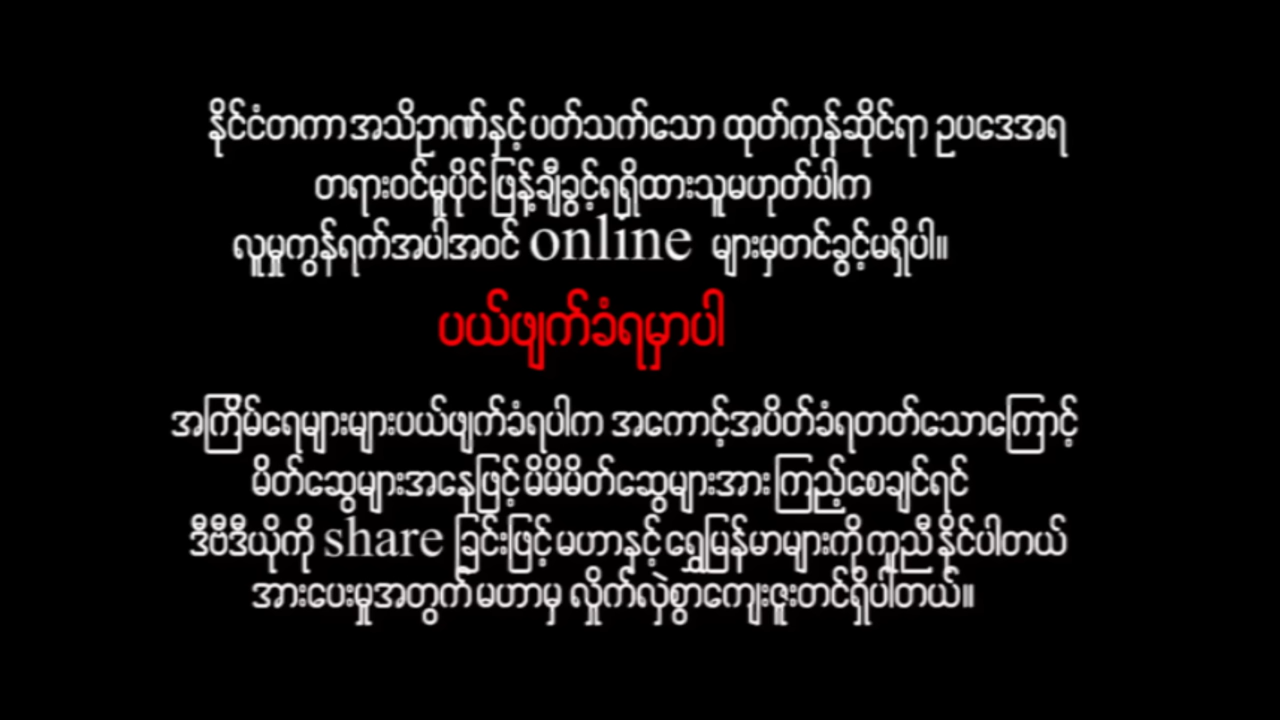 နိုင်ငံတကာအသိဉာဏ်နှင့်ပတ်သက်သော ထုတ်ကုန်ဆိုင်ရာ ဥပဒေအရ
တရားဝင်မူပိုင်ဖြန့်ချီခွင့်ရရှိထားသူမဟုတ်ပါက
လူမှုကွန်ရက်အပါအဝင် online များမှတင်ခွင့်မရှိပါ။
ပယ်ဖျက်ခံရမှာပါ
အကြိမ်ရေများများပယ်ဖျက်ခံရပါက အကောင့်အပိတ်ခံရတတ်သောကြောင့်
မိတ်ဆွေများအနေဖြင့်မိမိမိတ်ဆွေများအားကြည့်စေချင်ရင်
ဒီဗီဒီယိုကို share ခြင်းဖြင့်မဟာနှင့်ရွှေမြန်မာများကိုကူညီနိုင်ပါတယ်
အားပေးမှုအတွက်မဟာမှ လှိုက်လှဲစွာကျေးဇူးတင်ရှိပါတယ်။